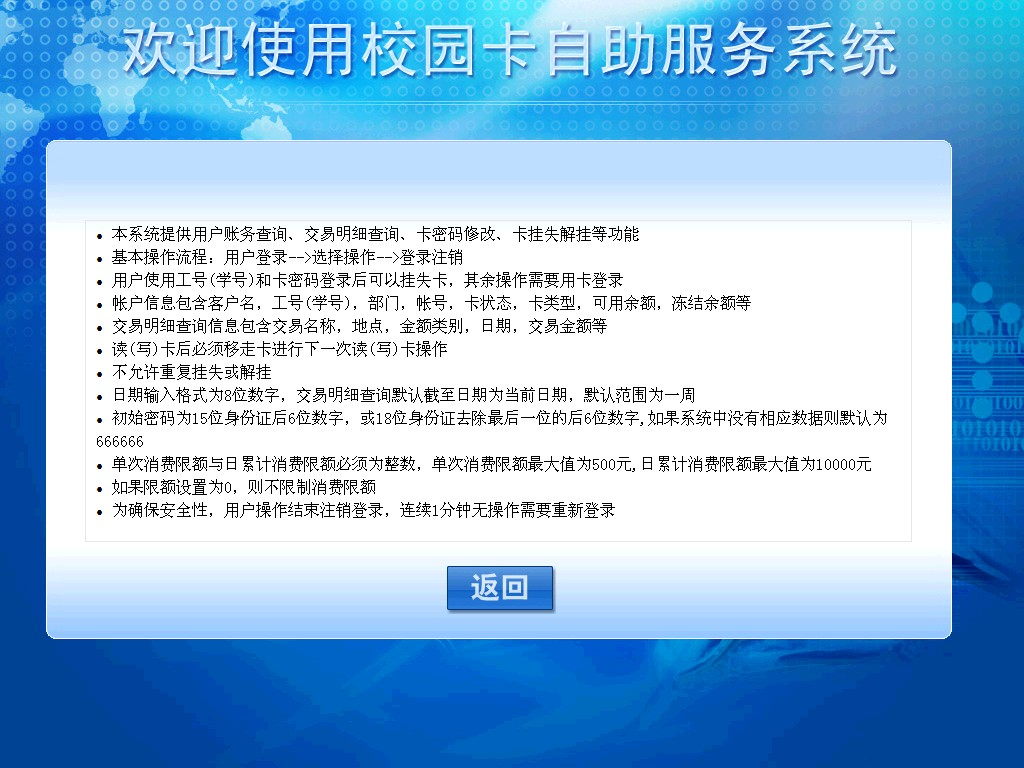 欢迎使用校园卡自助服务系统
• 本系统提供用户账务查询、交易明细查询、卡密码修改、卡挂失解挂等功能
• 基本操作流程：用户登录-->选择操作-->登录注销
• 用户使用工号(学号)和卡密码登录后可以挂失卡，其余操作需要用卡登录
• 帐户信息包含客户名，工号(学号)，部门，帐号，卡状态，卡类型，可用余额，冻结余额等
• 交易明细查询信息包含交易名称，地点，金额类别，日期，交易金额等
• 读(写)卡后必须移走卡进行下一次读(写)卡操作
• 不允许重复挂失或解挂
• 日期输入格式为8位数字，交易明细查询默认截至日期为当前日期，默认范围为一周
• 初始密码为15位身份证后6位数字，或18位身份证去除最后一位的后6位数字,如果系统中没有相应数据则默认为
666666
• 单次消费限额与日累计消费限额必须为整数，单次消费限额最大值为500元,日累计消费限额最大值为10000元
• 如果限额设置为0，则不限制消费限额
• 为确保安全性，用户操作结束注销登录，连续1分钟无操作需要重新登录
返回